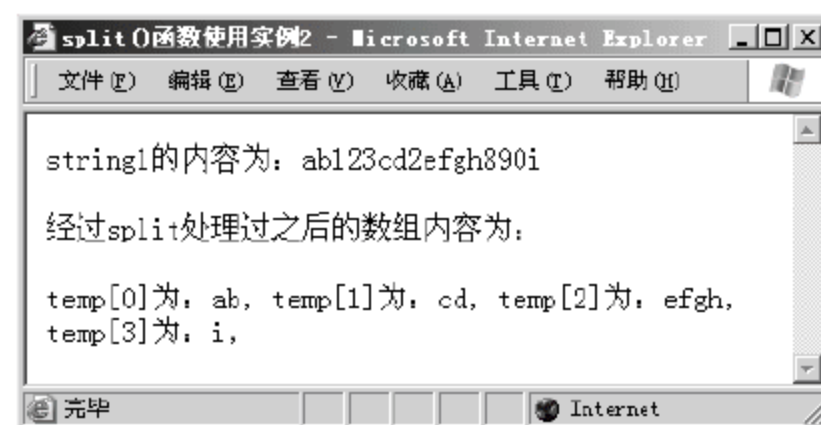 split()函数使用实例2 - Microsoft Internet Explorer
文件(F) 编辑(E) 查看(V) 收藏(A) 工具(T) 帮助(H)
string1的内容为：ab123cd2efgh890i
经过split处理过之后的数组内容为：
temp[0]为：ab, temp[1]为：cd, temp[2]为：efgh,
temp[3]为：i,
完毕 Internet